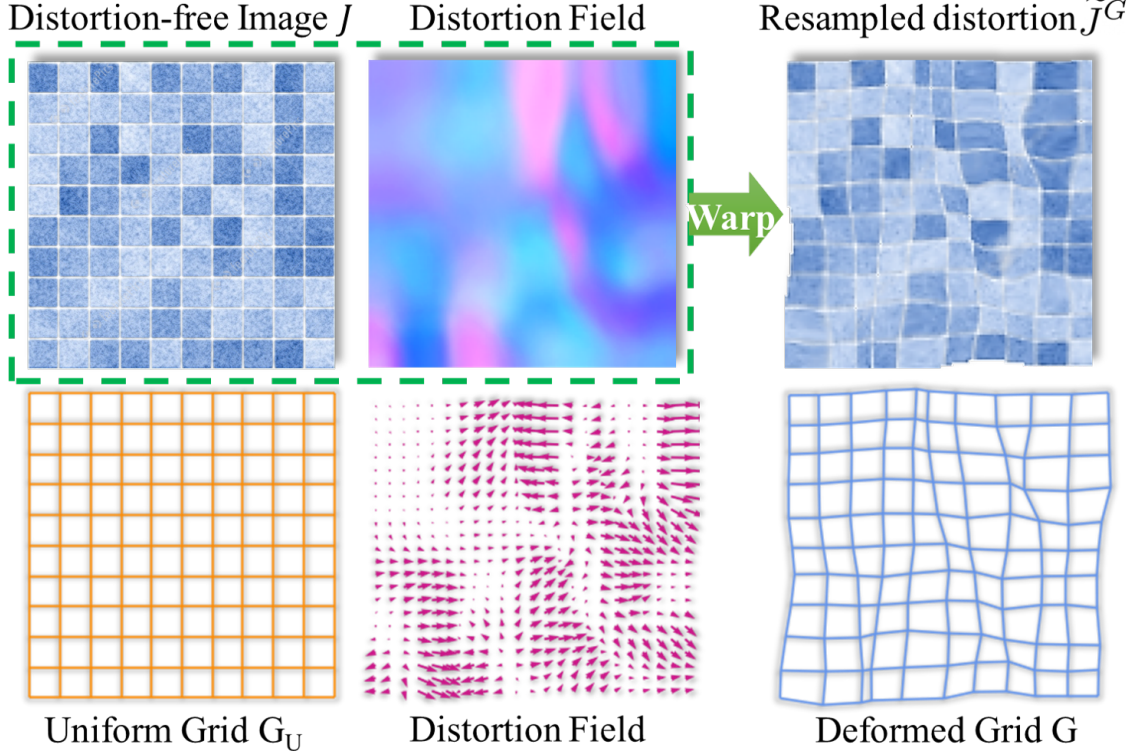 Distortion-free Image J
Distortion Field
Resampled distortion J̃ᴳ
Warp
Uniform Grid G_U
Distortion Field
Deformed Grid G